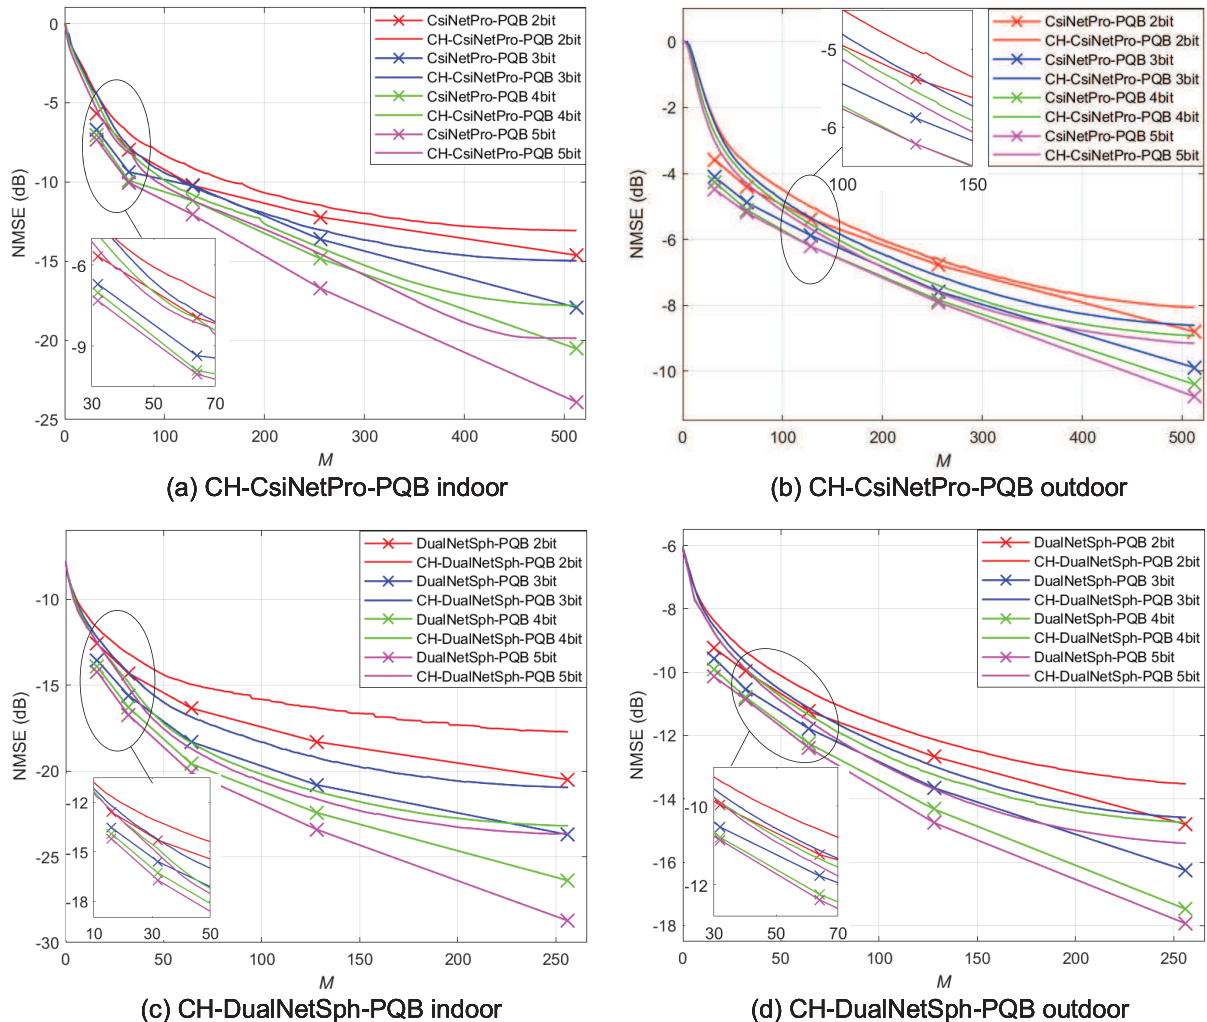 CsiNetPro-PQB 2bit
CH-CsiNetPro-PQB 2bit
CsiNetPro-PQB 3bit
CH-CsiNetPro-PQB 3bit
CsiNetPro-PQB 4bit
CH-CsiNetPro-PQB 4bit
CsiNetPro-PQB 5bit
CH-CsiNetPro-PQB 5bit
0
-5
-10
-15
-20
-25
NMSE (dB)
-6
-9
30 50 70
0 100 200 300 400 500
M
(a) CH-CsiNetPro-PQB indoor
CsiNetPro-PQB 2bit
CH-CsiNetPro-PQB 2bit
CsiNetPro-PQB 3bit
CH-CsiNetPro-PQB 3bit
CsiNetPro-PQB 4bit
CH-CsiNetPro-PQB 4bit
CsiNetPro-PQB 5bit
CH-CsiNetPro-PQB 5bit
0
-2
-4
-6
-8
-10
NMSE (dB)
-5
-6
100 150
0 100 200 300 400 500
M
(b) CH-CsiNetPro-PQB outdoor
DualNetSph-PQB 2bit
CH-DualNetSph-PQB 2bit
DualNetSph-PQB 3bit
CH-DualNetSph-PQB 3bit
DualNetSph-PQB 4bit
CH-DualNetSph-PQB 4bit
DualNetSph-PQB 5bit
CH-DualNetSph-PQB 5bit
-10
-15
-20
-25
-30
NMSE (dB)
-12
-15
-18
10 30 50
0 50 100 150 200 250
M
(c) CH-DualNetSph-PQB indoor
DualNetSph-PQB 2bit
CH-DualNetSph-PQB 2bit
DualNetSph-PQB 3bit
CH-DualNetSph-PQB 3bit
DualNetSph-PQB 4bit
CH-DualNetSph-PQB 4bit
DualNetSph-PQB 5bit
CH-DualNetSph-PQB 5bit
-6
-8
-10
-12
-14
-16
-18
NMSE (dB)
-10
-12
30 50 70
0 50 100 150 200 250
M
(d) CH-DualNetSph-PQB outdoor